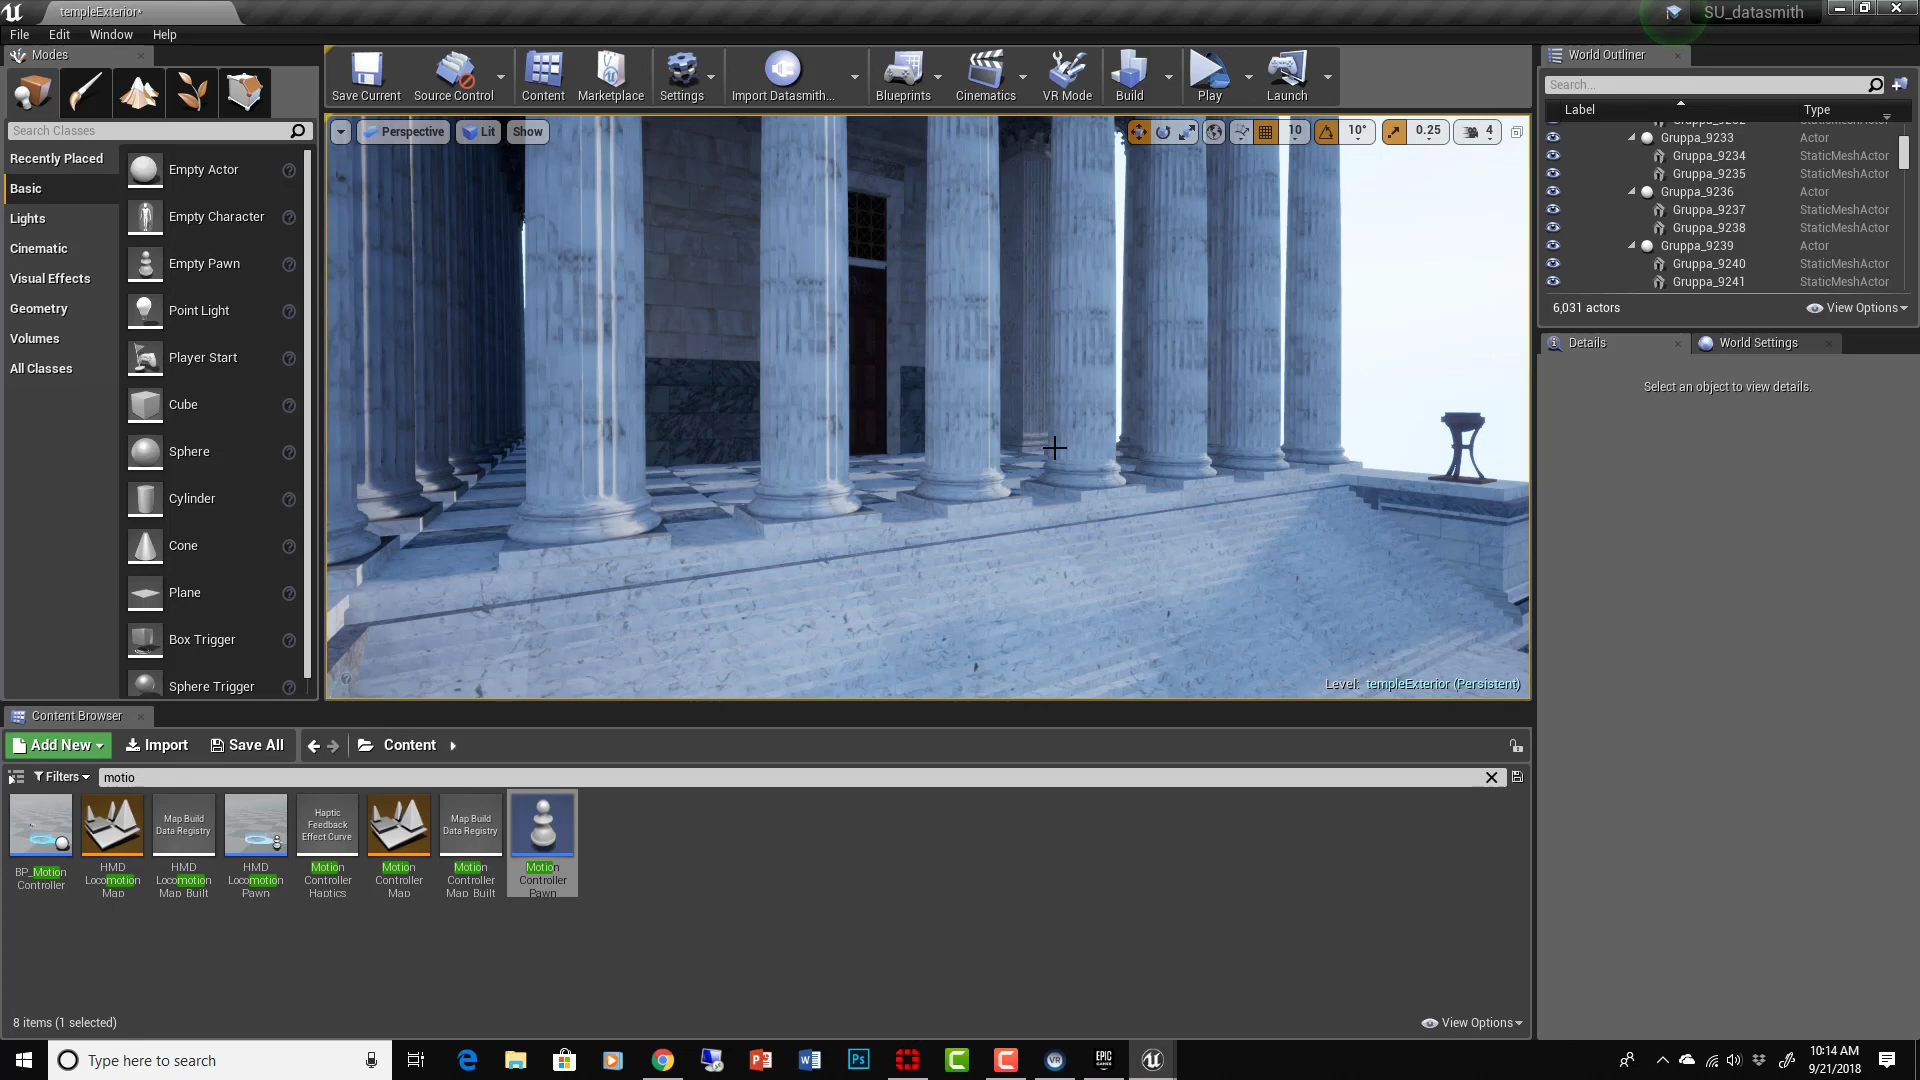 templeExterior*
SU_datasmith
File Edit Window Help
Modes
Search Classes
Recently Placed
Basic
Lights
Cinematic
Visual Effects
Geometry
Volumes
All Classes
Empty Actor
Empty Character
Empty Pawn
Point Light
Player Start
Cube
Sphere
Cylinder
Cone
Plane
Box Trigger
Sphere Trigger
Save Current
Source Control
Content
Marketplace
Settings
Import Datasmith...
Blueprints
Cinematics
VR Mode
Build
Play
Launch
Perspective Lit Show
10 10° 0.25 4
Level: templeExterior (Persistent)
World Outliner
Search...
Label Type
Gruppa_9233 Actor
Gruppa_9234 StaticMeshActor
Gruppa_9235 StaticMeshActor
Gruppa_9236 Actor
Gruppa_9237 StaticMeshActor
Gruppa_9238 StaticMeshActor
Gruppa_9239 Actor
Gruppa_9240 StaticMeshActor
Gruppa_9241 StaticMeshActor
6,031 actors
View Options
Details
World Settings
Select an object to view details.
Content Browser
Add New Import Save All Content
Filters motio
BP_Motion
Controller
HMD
Locomotion
Map
Map Build
Data Registry
HMD
Locomotion
Map_Built
HMD
Locomotion
Pawn
Haptic
Feedback
Effect Curve
Motion
Controller
Haptics
Motion
Controller
Map
Map Build
Data Registry
Motion
Controller
Map_Built
Motion
Controller
Pawn
8 items (1 selected)
View Options
Type here to search
VR
EPIC
GAMES
10:14 AM
9/21/2018